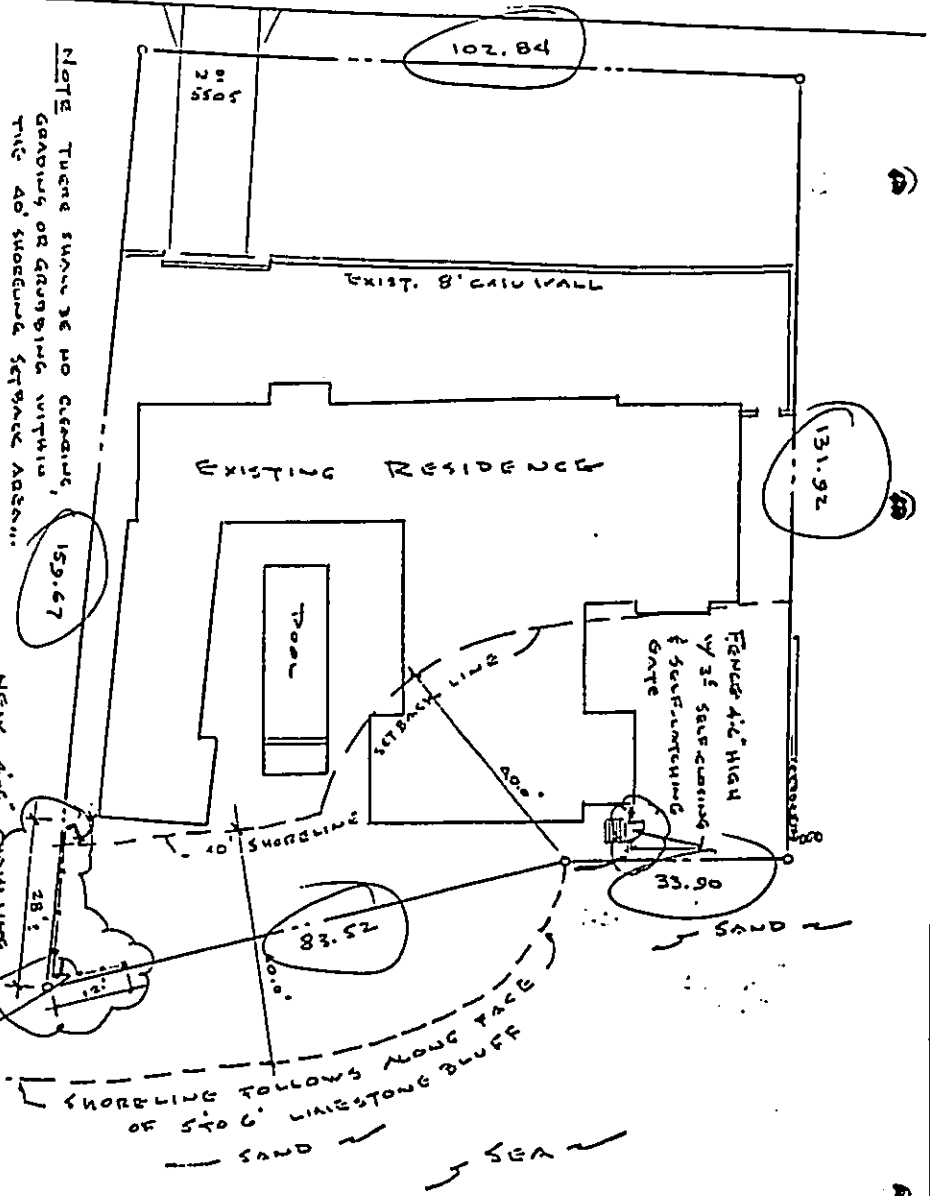 102.84
NOTE THERE SHALL BE NO CLEARING,
GRADING OR GRUBBING WITHIN
THE 40' SHORELINE SETBACK AREA...
EXIST. 8' CMU WALL
131.92
EXISTING RESIDENCE
159.67
POOL
SETBACK LINE
FENCE 4'6" HIGH
W/ 3⁰ SELF-CLOSING
& SELF-LATCHING
GATE
40.0'
40' SHORELINE
33.90
28'±
83.52
40.0'
12'
SAND
SHORELINE FOLLOWS ALONG FACE
OF 5' TO 6' LIMESTONE BLUFF
SAND
SEA